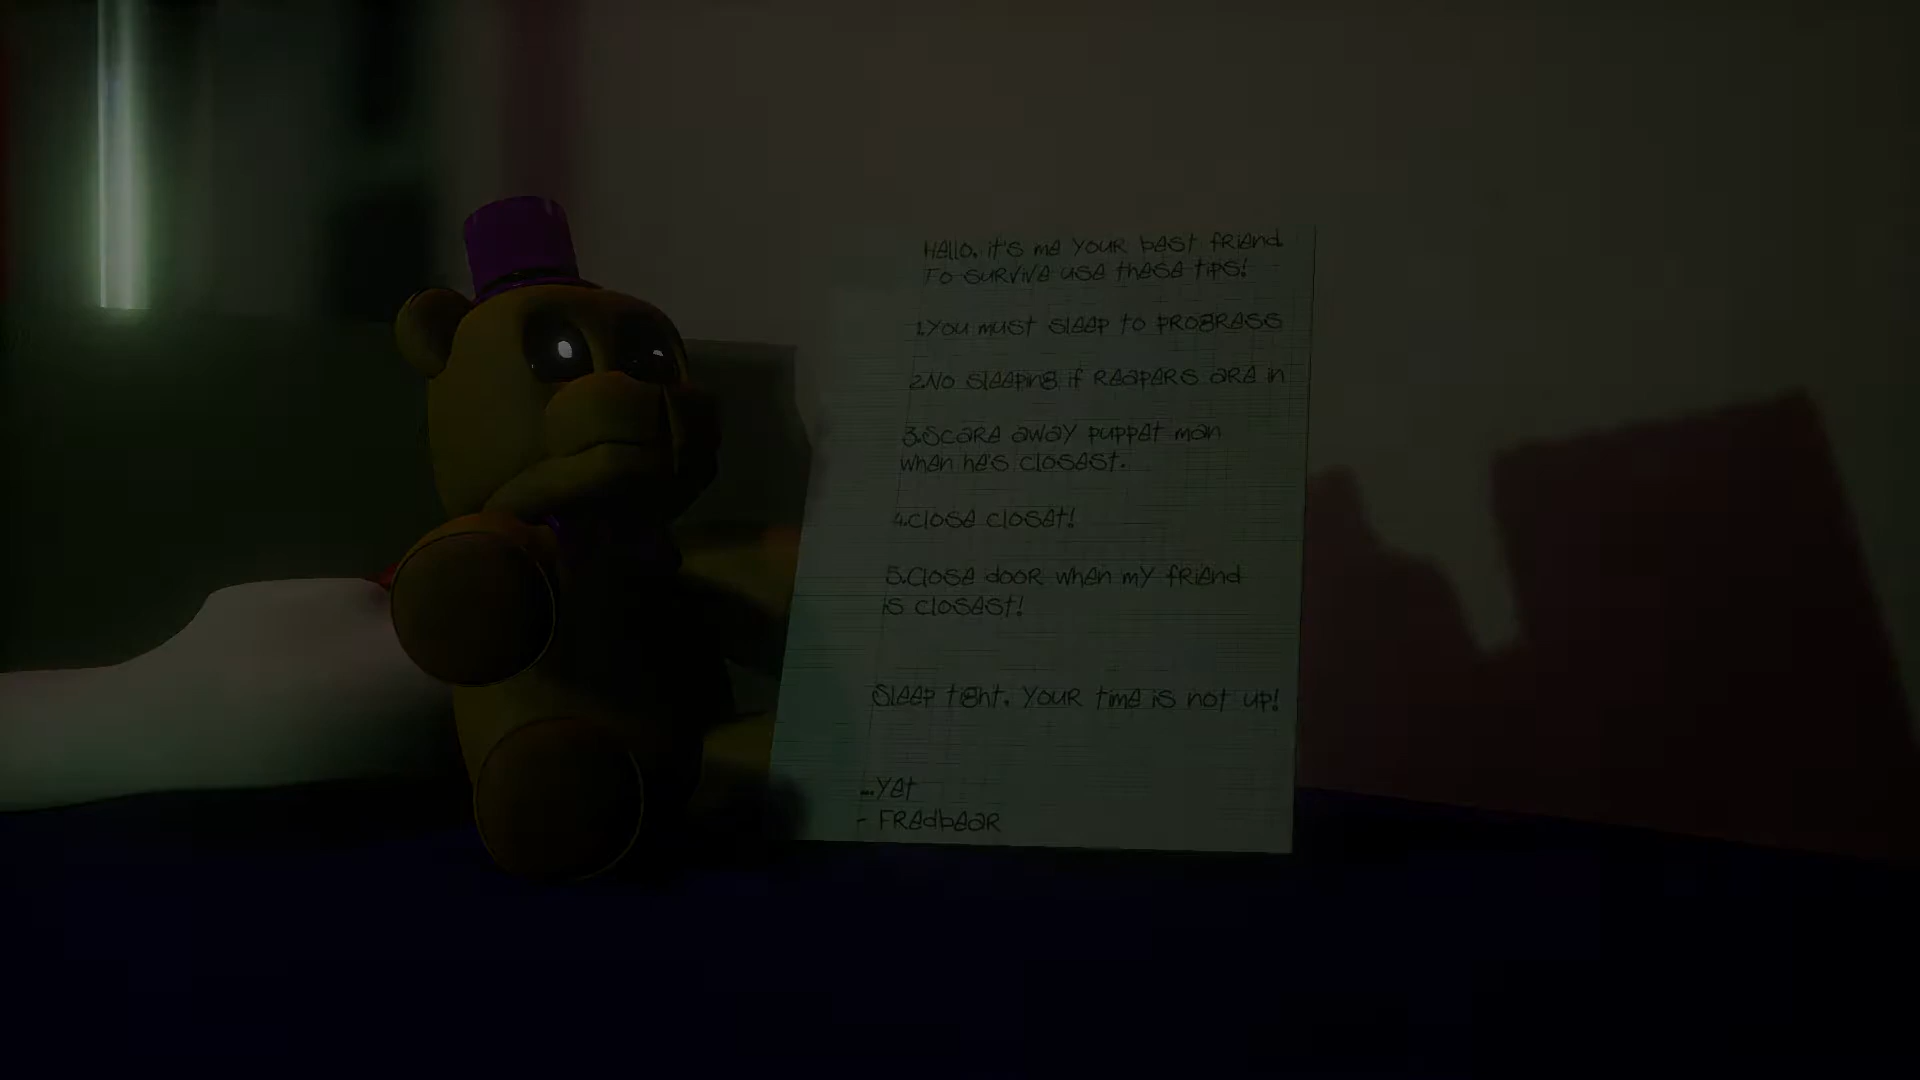 Hello, it's me your best friend.
To survive use these tips!
1.You must sleep to progress
2.No sleeping if reapers are in
3.Scare away puppet man
when he's closest.
4.Close closet!
5.Close door when my friend
is closest!
Sleep tight. Your time is not up!
...yet
- Fredbear